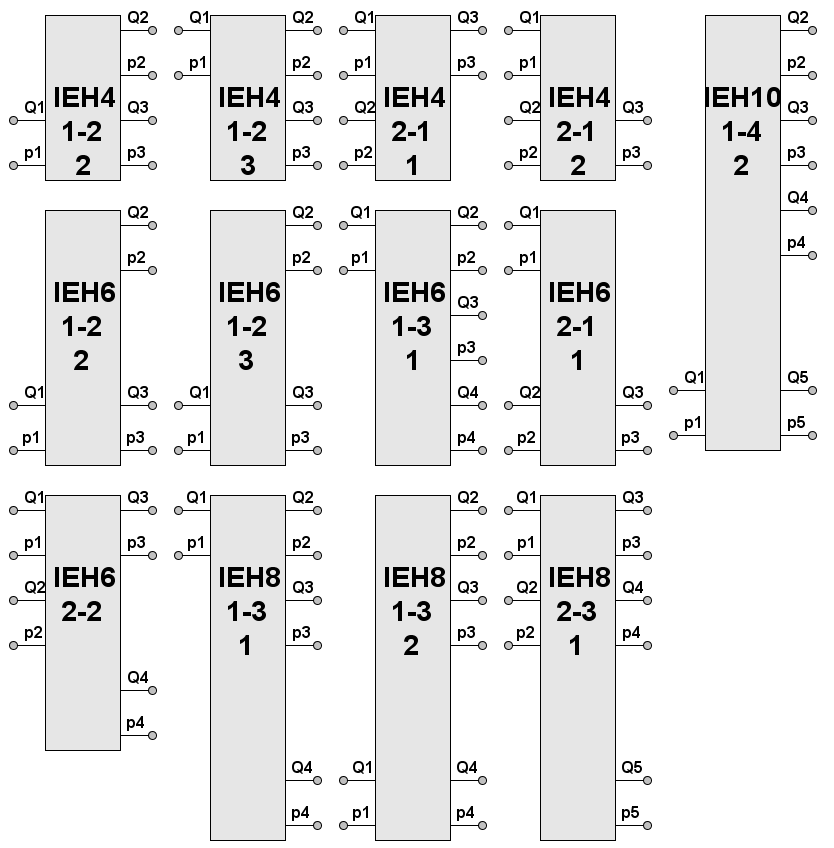 Q2 Q1 Q2 Q1 Q3 Q1 Q2
p2 p1 p2 p1 p3 p1 p2
IEH4 IEH4 IEH4 IEH4 IEH10
Q1 Q3 Q3 Q2 Q2 Q3 Q3
1-2 1-2 2-1 2-1 1-4
p1 p3 p3 p2 p2 p3 p3
2 3 1 2 2
Q4
Q2 Q2 Q1 Q2 Q1
p4
p2 p2 p1 p2 p1
IEH6 IEH6 IEH6 IEH6
Q3
1-2 1-2 1-3 2-1
p3
2 3 1 1
Q1 Q5
Q1 Q3 Q1 Q3 Q4 Q2 Q3
p1 p5
p1 p3 p1 p3 p4 p2 p3
Q1 Q3 Q1 Q2 Q2 Q1 Q3
p1 p3 p1 p2 p2 p1 p3
IEH6 IEH8 IEH8 IEH8
Q2 Q3 Q3 Q2 Q4
2-2 1-3 1-3 2-3
p2 p3 p3 p2 p4
1 2 1
Q4
p4
Q4 Q1 Q4 Q5
p4 p1 p4 p5